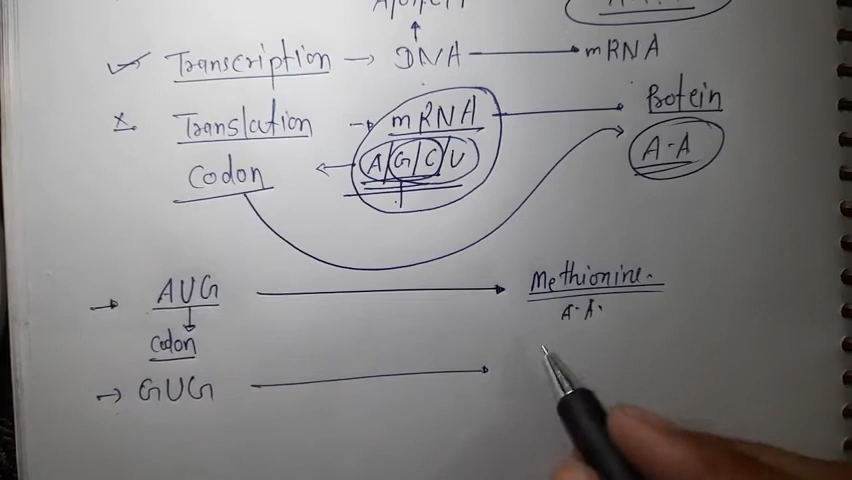 Transcription → DNA → mRNA
x Translation → mRNA → Protein
Codon ← A/G/C/U A-A
→ AUG → Methionine.
A·A·
codon
→ GUG →